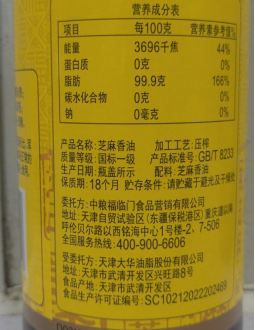 营养成分表
项目 每100克 营养素参考值%
能量 3696千焦 44%
蛋白质 0克 0%
脂肪 99.9克 166%
碳水化合物 0克 0%
钠 0毫克 0%
产品名称：芝麻香油 加工工艺：压榨
质量等级：国标一级 产品标准号：GB/T 8233
生产日期：瓶盖所示 配料：芝麻香油
保质期：18个月 贮存条件：请贮藏于避光及干燥处
委托方：中粮福临门食品营销有限公司
地址：天津自贸试验区(东疆保税港区)重庆道以南
呼伦贝尔路以西铭海中心1号楼-2、7-506
全国服务热线：400-900-6606
受委托方：天津大华油脂股份有限公司
地址：天津市武清开发区兴旺路8号
产地：天津市武清开发区
食品生产许可证编号：SC10212022202469